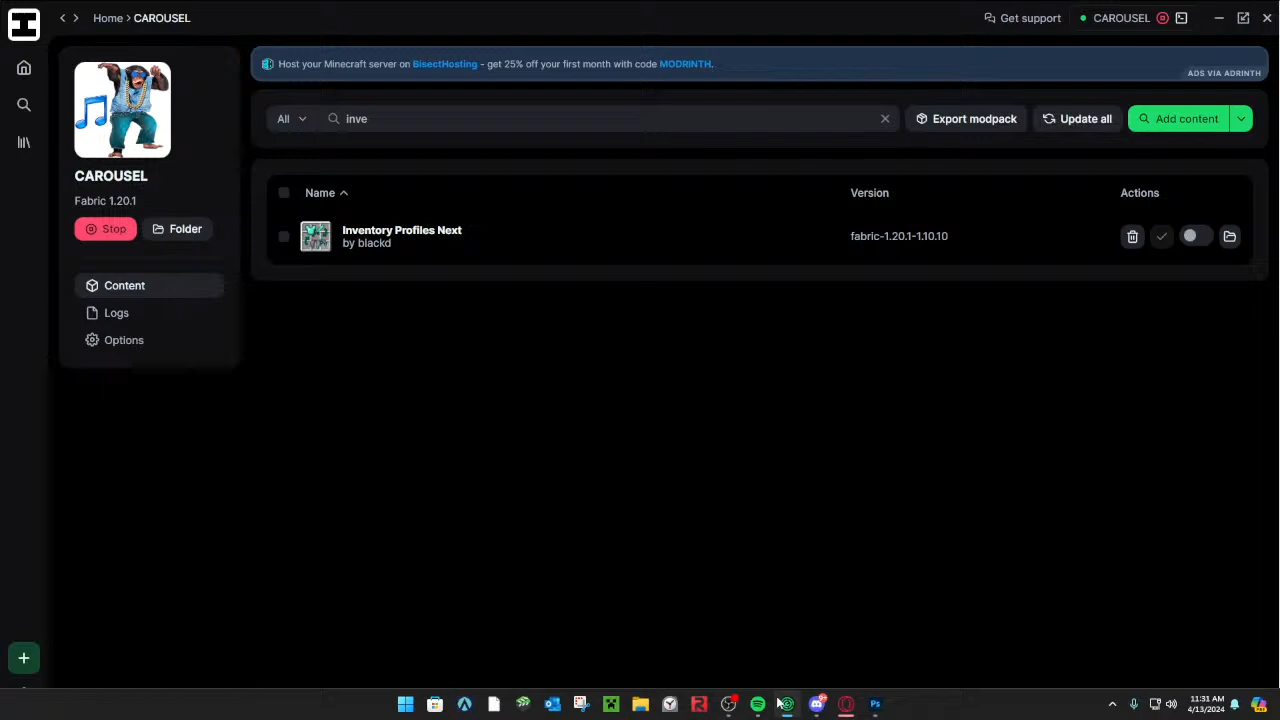 Home > CAROUSEL
Get support
CAROUSEL
CAROUSEL
Fabric 1.20.1
Stop
Folder
Content
Logs
Options
Host your Minecraft server on BisectHosting - get 25% off your first month with code MODRINTH.
ADS VIA ADRINTH
All
inve
Export modpack
Update all
Add content
Name
Version
Actions
Inventory Profiles Next
by blackd
fabric-1.20.1-1.10.10
Ps
11:31 AM
4/13/2024